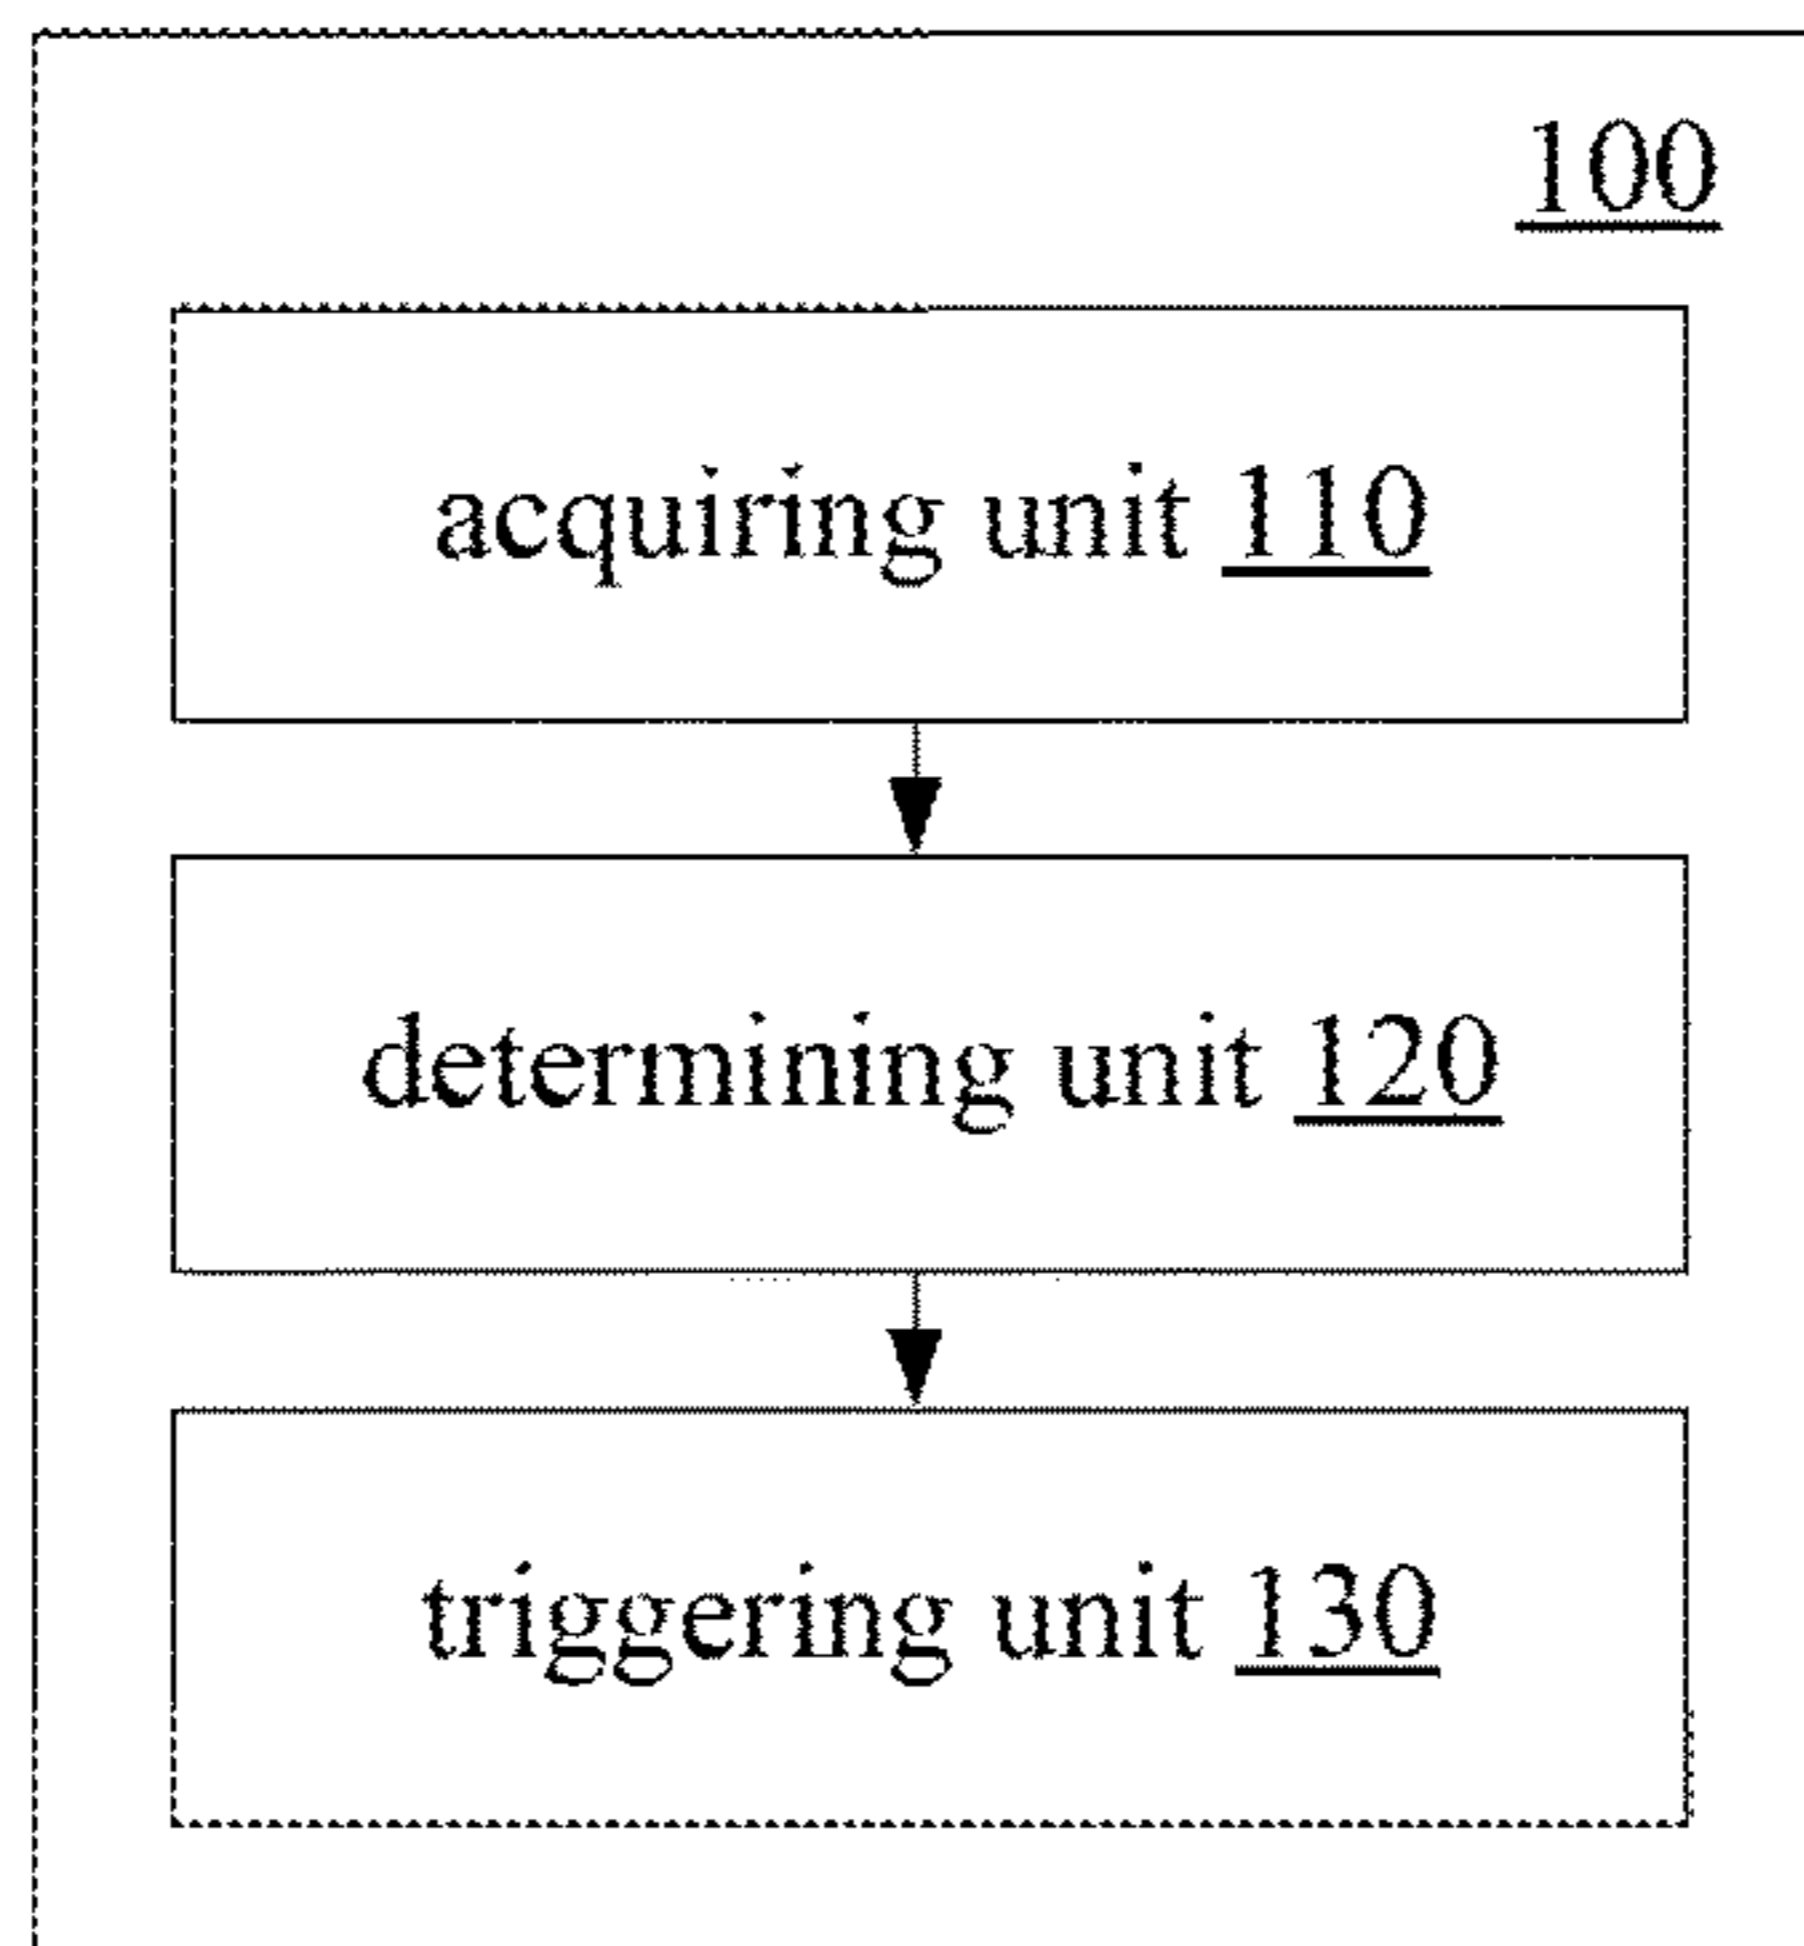 100
acquiring unit 110
determining unit 120
triggering unit 130